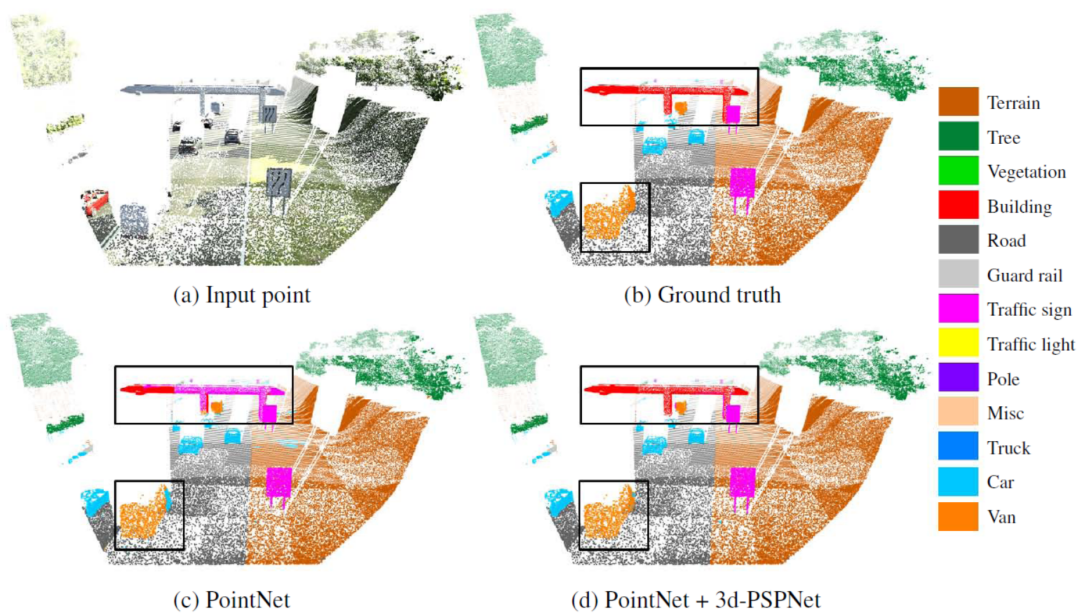 (a) Input point
(b) Ground truth
(c) PointNet
(d) PointNet + 3d-PSPNet
Terrain
Tree
Vegetation
Building
Road
Guard rail
Traffic sign
Traffic light
Pole
Misc
Truck
Car
Van